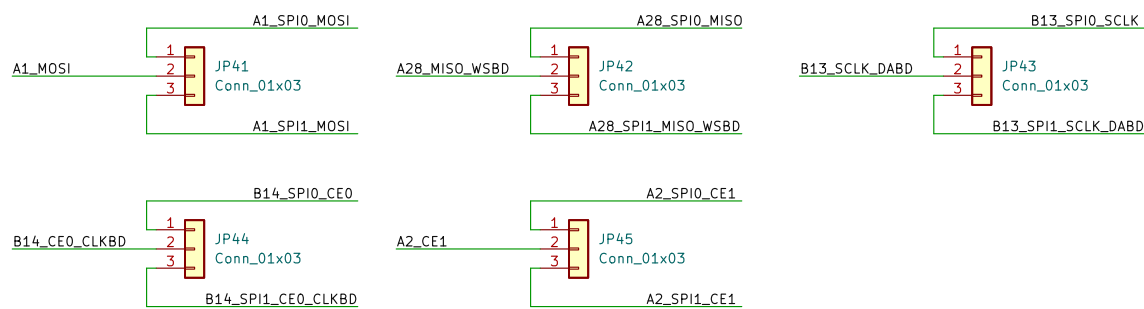 A1_SPI0_MOSI
A1_MOSI
1
2
3
JP41
Conn_01x03
A1_SPI1_MOSI
A28_SPI0_MISO
A28_MISO_WSBD
1
2
3
JP42
Conn_01x03
A28_SPI1_MISO_WSBD
B13_SPI0_SCLK
B13_SCLK_DABD
1
2
3
JP43
Conn_01x03
B13_SPI1_SCLK_DABD
B14_SPI0_CE0
B14_CE0_CLKBD
1
2
3
JP44
Conn_01x03
B14_SPI1_CE0_CLKBD
A2_SPI0_CE1
A2_CE1
1
2
3
JP45
Conn_01x03
A2_SPI1_CE1